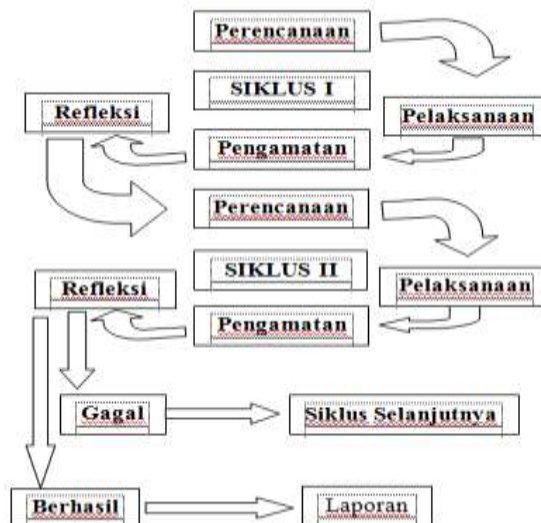 Perencanaan
SIKLUS I
Refleksi
Pelaksanaan
Pengamatan
Perencanaan
SIKLUS II
Refleksi
Pelaksanaan
Pengamatan
Gagal
Siklus Selanjutnya
Berhasil
Laporan